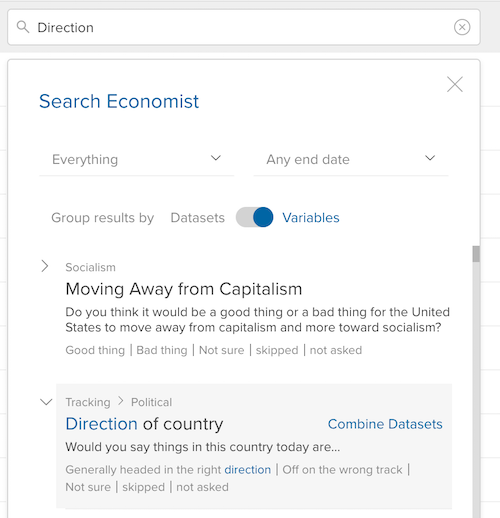 Direction
Search Economist
Everything
Any end date
Group results by Datasets Variables
Socialism
Moving Away from Capitalism
Do you think it would be a good thing or a bad thing for the United
States to move away from capitalism and more toward socialism?
Good thing | Bad thing | Not sure | skipped | not asked
Tracking > Political
Direction of country
Combine Datasets
Would you say things in this country today are...
Generally headed in the right direction | Off on the wrong track |
Not sure | skipped | not asked